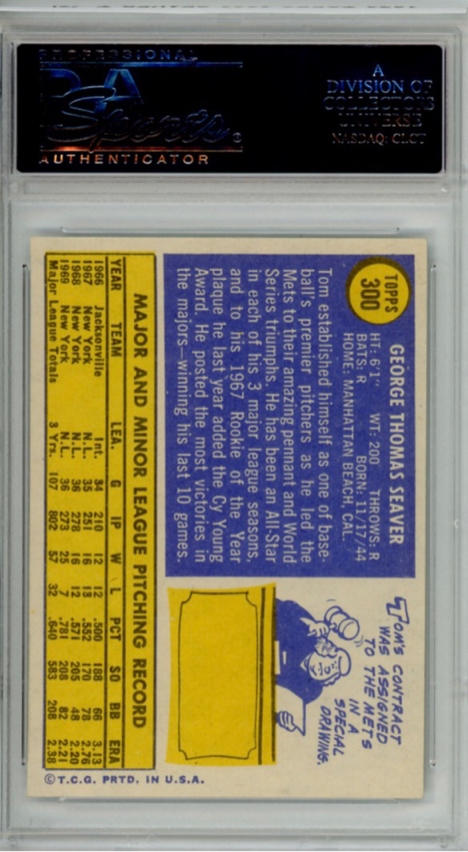 PROFESSIONAL
PSA
Sports
AUTHENTICATOR
A
DIVISION OF
COLLECTORS
UNIVERSE
NASDAQ: CLCT
TOPPS
300
GEORGE THOMAS SEAVER
HT: 6'1" WT: 200 THROWS: R
BATS: R BORN: 11/17/44
HOME: MANHATTAN BEACH, CAL.
Tom established himself as one of base-
ball's premier pitchers as he led the
Mets to their amazing pennant and World
Series triumphs. He has been an All-Star
in each of his 3 major league seasons,
and to his 1967 Rookie of the Year
plaque he last year added the Cy Young
Award. He posted the most victories in
the majors—winning his last 10 games.
TOM'S CONTRACT
WAS ASSIGNED
TO THE METS
IN A
SPECIAL
DRAWING.
MAJOR AND MINOR LEAGUE PITCHING RECORD
YEAR TEAM LEA. G IP W L PCT SO BB ERA
1966 Jacksonville Int. 34 210 12 12 .500 188 66 3.13
1967 New York N.L. 35 251 16 13 .552 170 78 2.76
1968 New York N.L. 36 278 16 12 .571 205 48 2.20
1969 New York N.L. 36 273 25 7 .781 208 82 2.21
Major League Totals 3 Yrs. 107 802 57 32 .640 583 208 2.38
© T.C.G. PRTD. IN U.S.A.